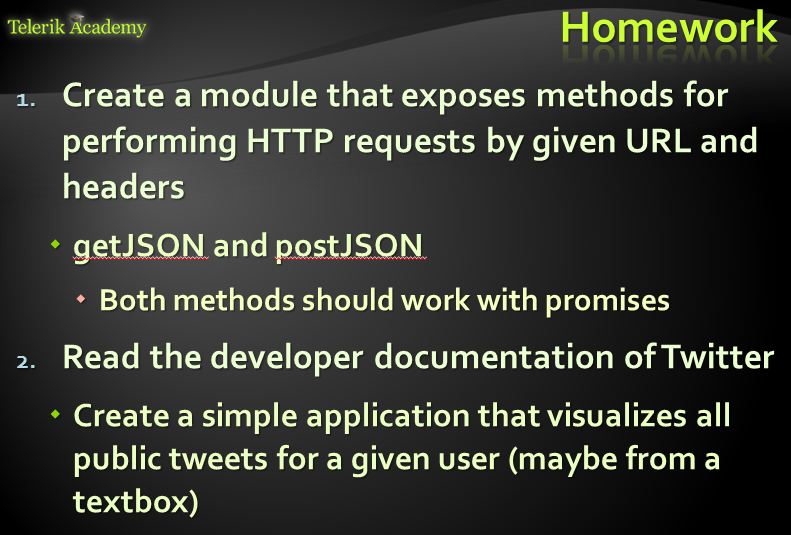 Telerik Academy
Homework
1. Create a module that exposes methods for
performing HTTP requests by given URL and
headers
getJSON and postJSON
Both methods should work with promises
2. Read the developer documentation of Twitter
Create a simple application that visualizes all
public tweets for a given user (maybe from a
textbox)